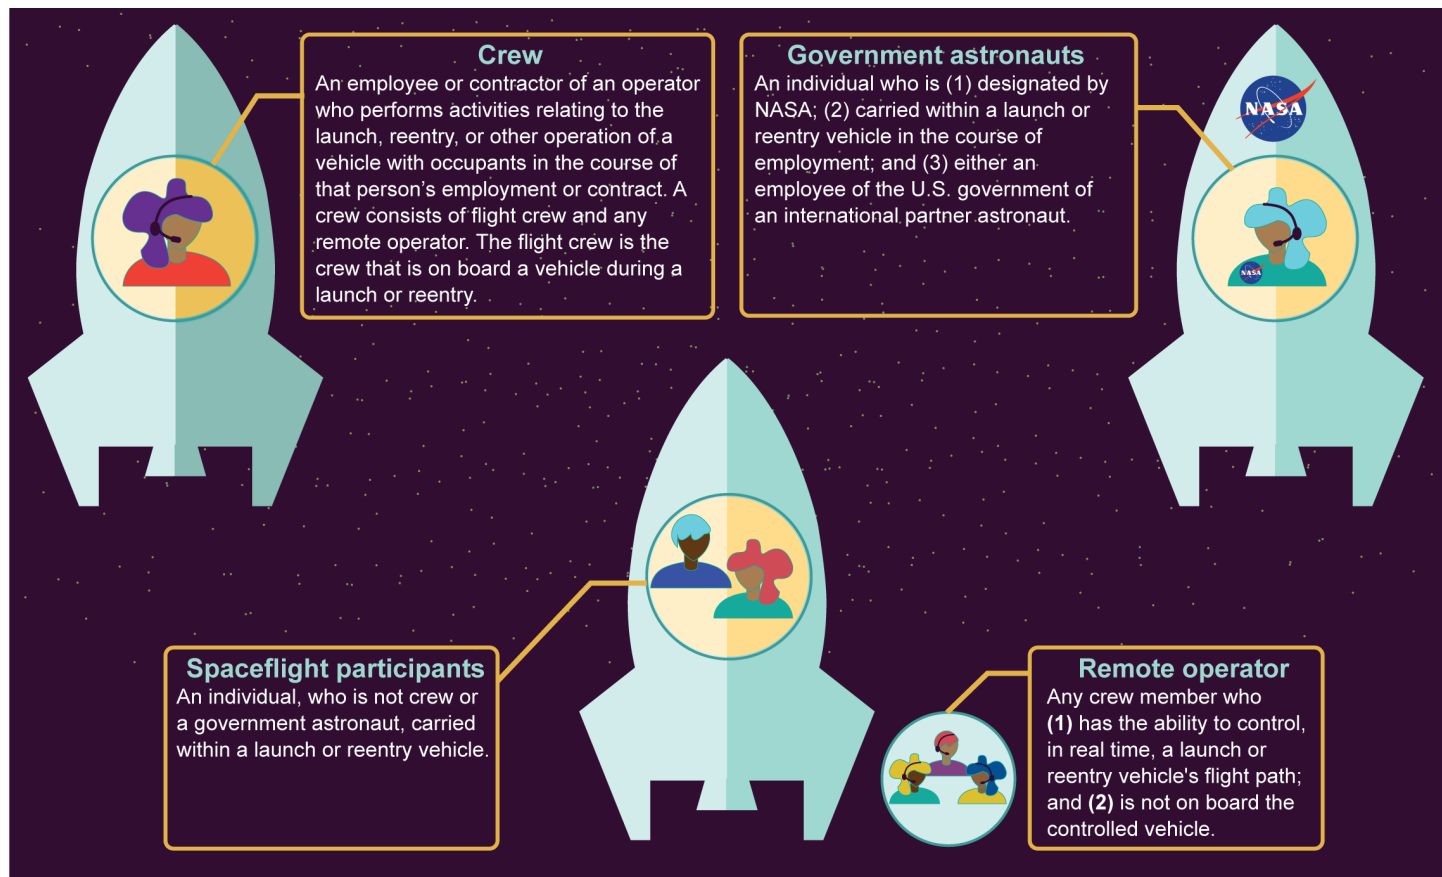 Crew
An employee or contractor of an operator
who performs activities relating to the
launch, reentry, or other operation of a
vehicle with occupants in the course of
that person's employment or contract. A
crew consists of flight crew and any
remote operator. The flight crew is the
crew that is on board a vehicle during a
launch or reentry.
Government astronauts
An individual who is (1) designated by
NASA; (2) carried within a launch or
reentry vehicle in the course of
employment; and (3) either an
employee of the U.S. government of
an international partner astronaut.
NASA
NASA
Spaceflight participants
An individual, who is not crew or
a government astronaut, carried
within a launch or reentry vehicle.
Remote operator
Any crew member who
(1) has the ability to control,
in real time, a launch or
reentry vehicle's flight path;
and (2) is not on board the
controlled vehicle.